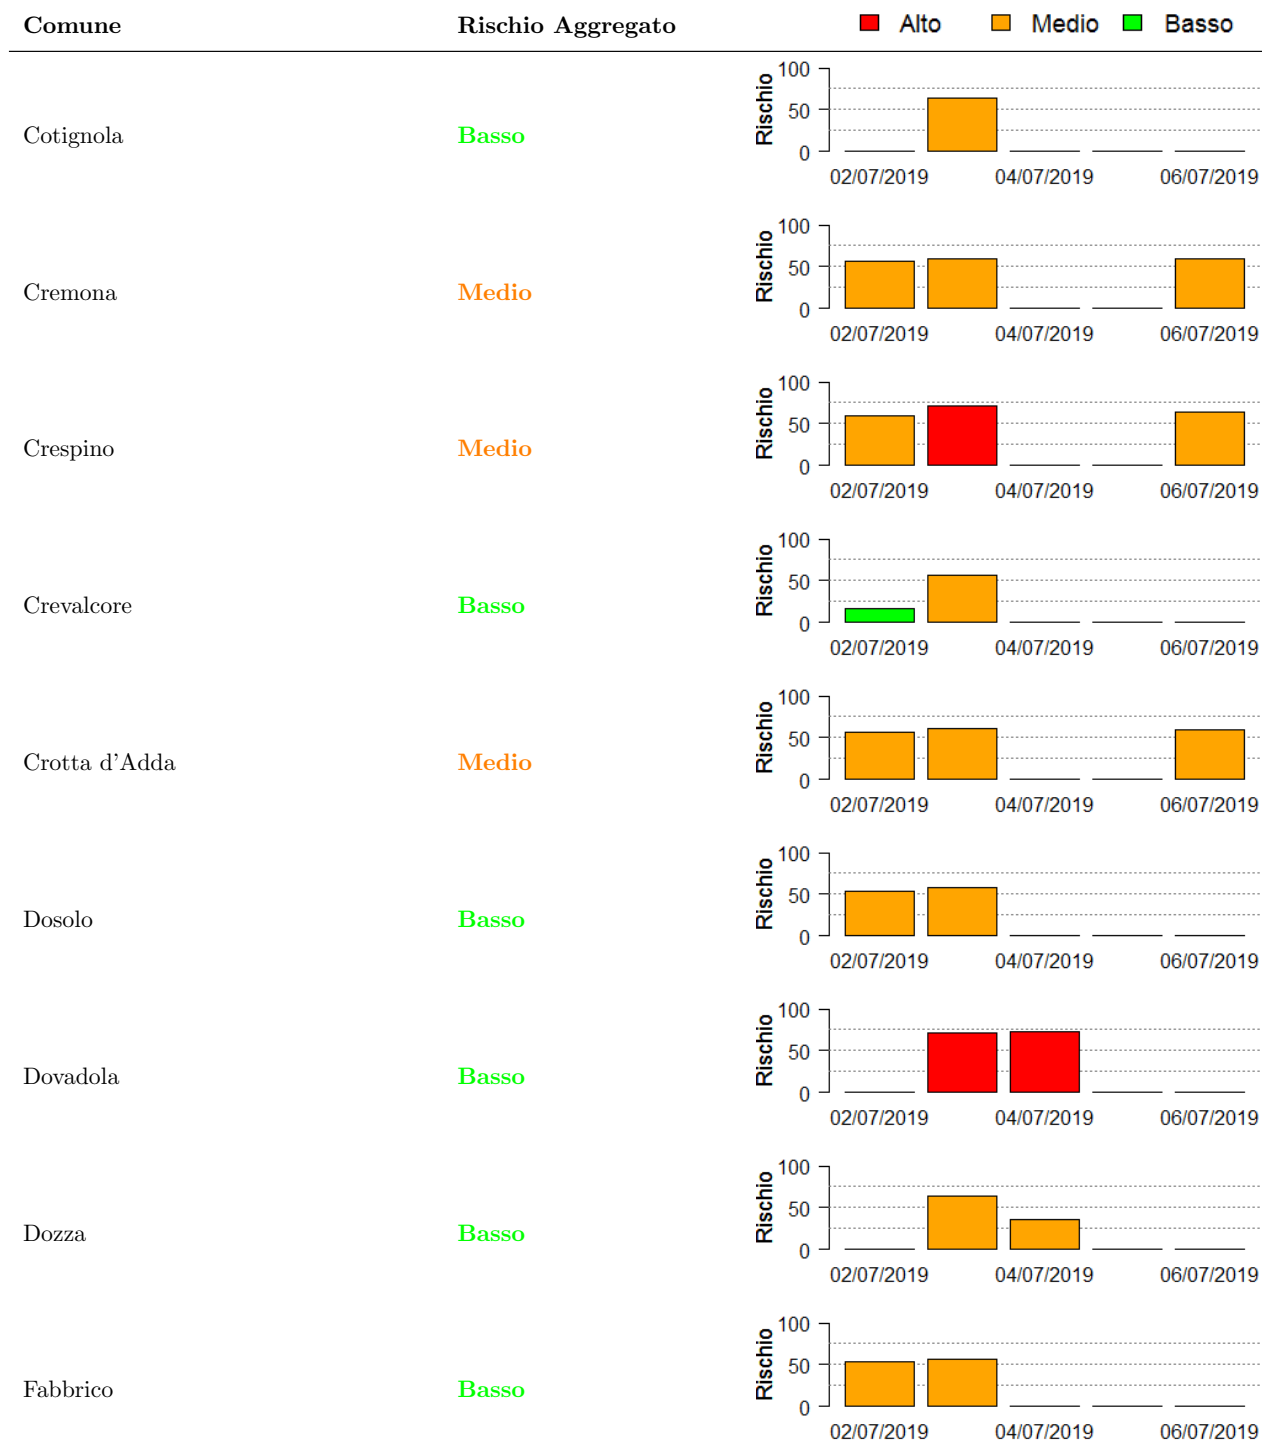 Comune Rischio Aggregato Alto Medio Basso
100
50
0
Rischio
Cotignola Basso
02/07/2019 04/07/2019 06/07/2019
100
50
0
Rischio
Cremona Medio
02/07/2019 04/07/2019 06/07/2019
100
50
0
Rischio
Crespino Medio
02/07/2019 04/07/2019 06/07/2019
100
50
0
Rischio
Crevalcore Basso
02/07/2019 04/07/2019 06/07/2019
100
50
0
Rischio
Crotta d'Adda Medio
02/07/2019 04/07/2019 06/07/2019
100
50
0
Rischio
Dosolo Basso
02/07/2019 04/07/2019 06/07/2019
100
50
0
Rischio
Dovadola Basso
02/07/2019 04/07/2019 06/07/2019
100
50
0
Rischio
Dozza Basso
02/07/2019 04/07/2019 06/07/2019
100
50
0
Rischio
Fabbrico Basso
02/07/2019 04/07/2019 06/07/2019